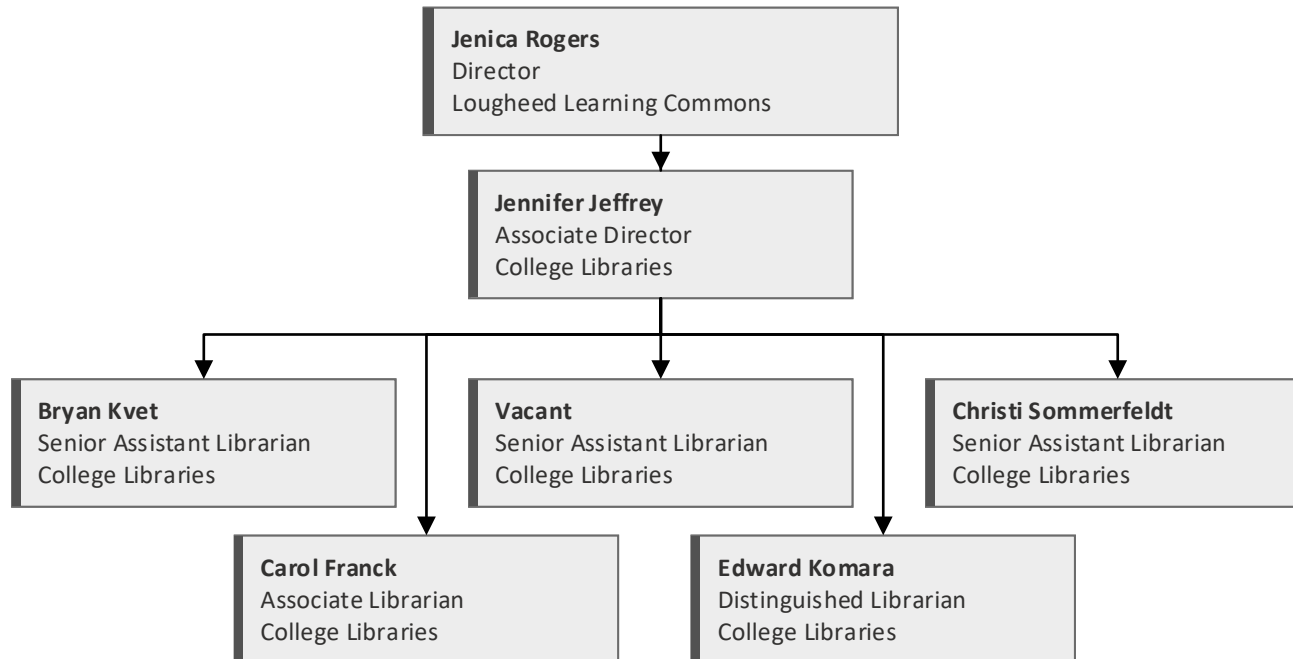 Jenica Rogers
Director
Lougheed Learning Commons
Jennifer Jeffrey
Associate Director
College Libraries
Bryan Kvet
Senior Assistant Librarian
College Libraries
Vacant
Senior Assistant Librarian
College Libraries
Christi Sommerfeldt
Senior Assistant Librarian
College Libraries
Carol Franck
Associate Librarian
College Libraries
Edward Komara
Distinguished Librarian
College Libraries